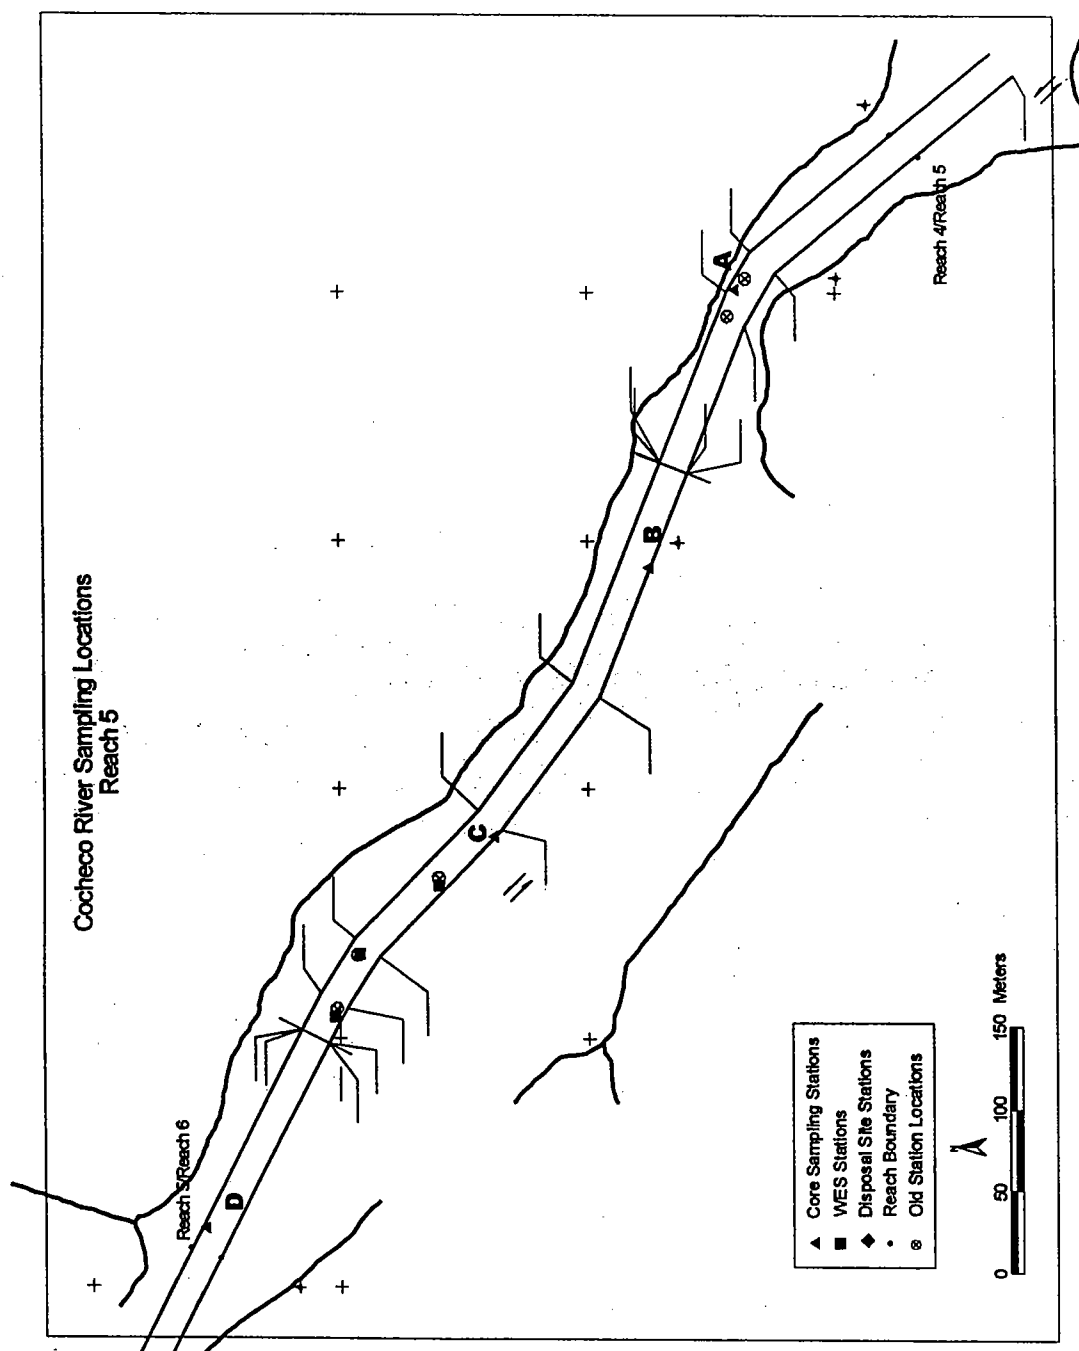 Cocheco River Sampling Locations
Reach 5
Reach 5/Reach 6
D
C
B
A
Reach 4/Reach 5
Core Sampling Stations
WES Stations
Disposal Site Stations
Reach Boundary
Old Station Locations
N
0 50 100 150 Meters